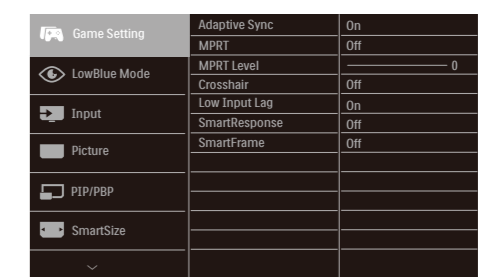 Game Setting
LowBlue Mode
Input
Picture
PIP/PBP
SmartSize
Adaptive Sync On
MPRT Off
MPRT Level 0
Crosshair Off
Low Input Lag On
SmartResponse Off
SmartFrame Off